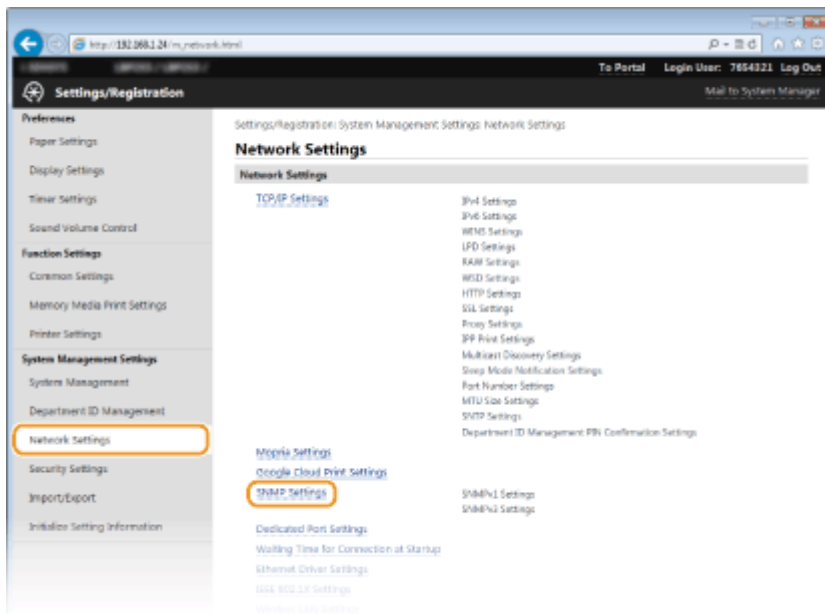 http://192.168.1.24/m_network.html
To Portal Login User: 7654321 Log Out
Settings/Registration
Mail to System Manager
Preferences
Paper Settings
Display Settings
Timer Settings
Sound Volume Control
Function Settings
Common Settings
Memory Media Print Settings
Printer Settings
System Management Settings
System Management
Department ID Management
Network Settings
Security Settings
Import/Export
Initialize Setting Information
Settings/Registration: System Management Settings: Network Settings
Network Settings
Network Settings
TCP/IP Settings
IPv4 Settings
IPv6 Settings
WINS Settings
LPD Settings
RAW Settings
WSD Settings
HTTP Settings
SSL Settings
Proxy Settings
IPP Print Settings
Multicast Discovery Settings
Sleep Mode Notification Settings
Port Number Settings
MTU Size Settings
SNTP Settings
Department ID Management PIN Confirmation Settings
Mopria Settings
Google Cloud Print Settings
SNMP Settings
SNMPv1 Settings
SNMPv3 Settings
Dedicated Port Settings
Waiting Time for Connection at Startup
Ethernet Driver Settings
IEEE 802.1X Settings